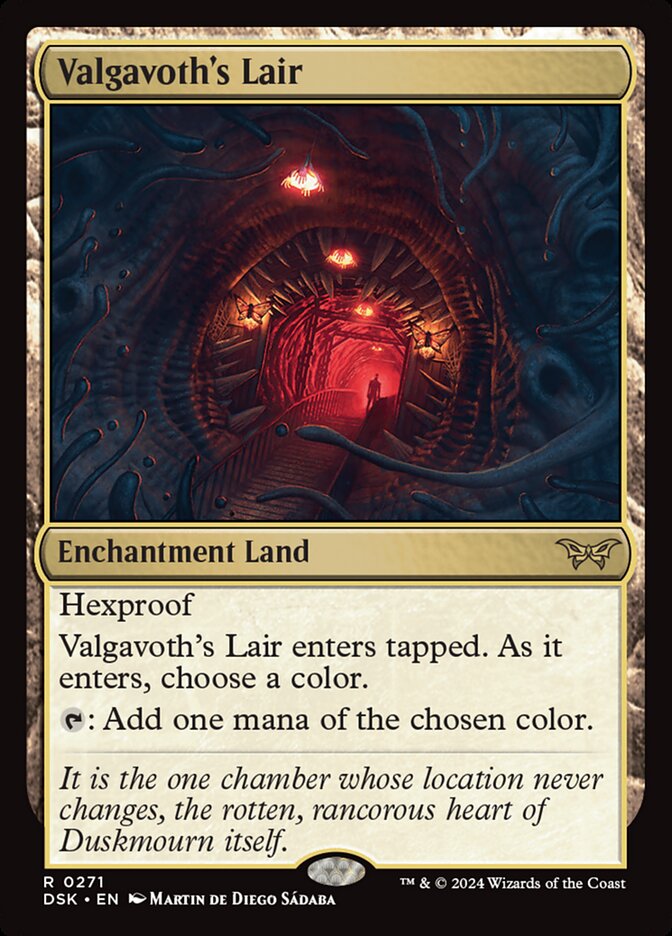 Valgavoth's Lair
Enchantment Land
Hexproof
Valgavoth's Lair enters tapped. As it
enters, choose a color.
: Add one mana of the chosen color.
It is the one chamber whose location never
changes, the rotten, rancorous heart of
Duskmourn itself.
R 0271
DSK • EN Martin de Diego Sádaba
™ & © 2024 Wizards of the Coast